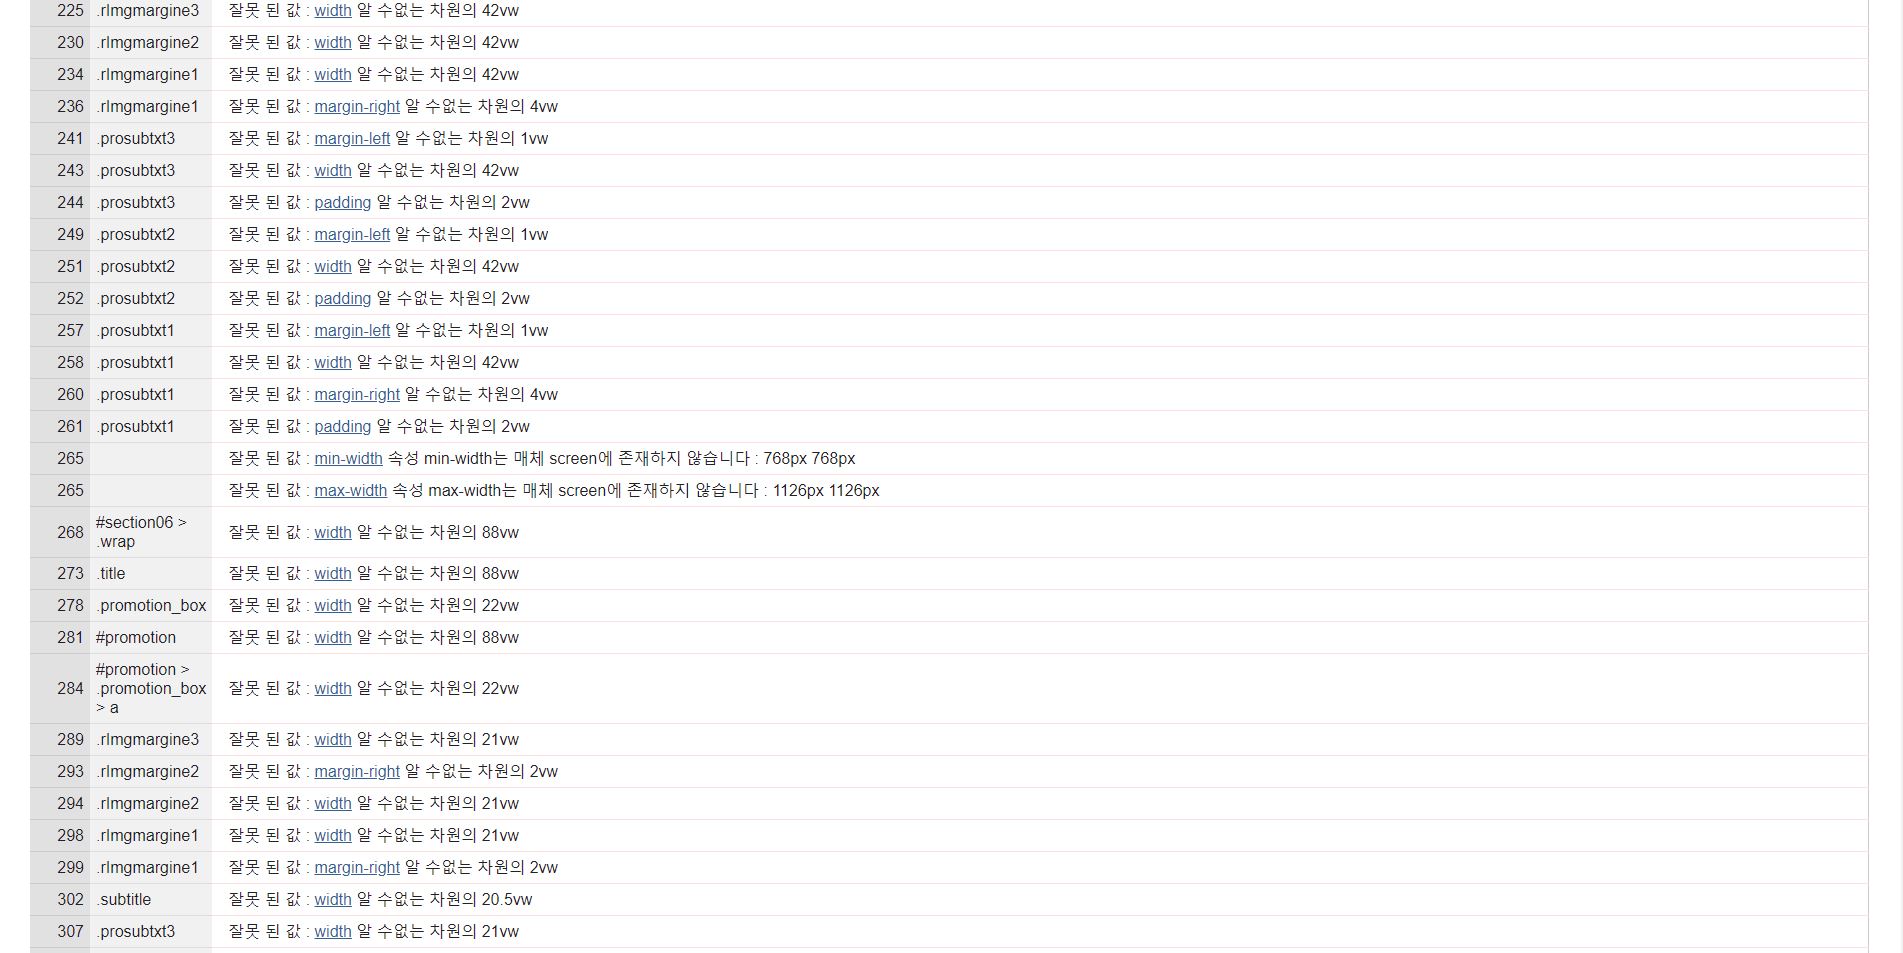 225 .rImgmargine3 잘못 된 값 : width 알 수없는 차원의 42vw
230 .rImgmargine2 잘못 된 값 : width 알 수없는 차원의 42vw
234 .rImgmargine1 잘못 된 값 : width 알 수없는 차원의 42vw
236 .rImgmargine1 잘못 된 값 : margin-right 알 수없는 차원의 4vw
241 .prosubtxt3 잘못 된 값 : margin-left 알 수없는 차원의 1vw
243 .prosubtxt3 잘못 된 값 : width 알 수없는 차원의 42vw
244 .prosubtxt3 잘못 된 값 : padding 알 수없는 차원의 2vw
249 .prosubtxt2 잘못 된 값 : margin-left 알 수없는 차원의 1vw
251 .prosubtxt2 잘못 된 값 : width 알 수없는 차원의 42vw
252 .prosubtxt2 잘못 된 값 : padding 알 수없는 차원의 2vw
257 .prosubtxt1 잘못 된 값 : margin-left 알 수없는 차원의 1vw
258 .prosubtxt1 잘못 된 값 : width 알 수없는 차원의 42vw
260 .prosubtxt1 잘못 된 값 : margin-right 알 수없는 차원의 4vw
261 .prosubtxt1 잘못 된 값 : padding 알 수없는 차원의 2vw
265 잘못 된 값 : min-width 속성 min-width는 매체 screen에 존재하지 않습니다 : 768px 768px
265 잘못 된 값 : max-width 속성 max-width는 매체 screen에 존재하지 않습니다 : 1126px 1126px
#section06 >
268 잘못 된 값 : width 알 수없는 차원의 88vw
.wrap
273 .title 잘못 된 값 : width 알 수없는 차원의 88vw
278 .promotion_box 잘못 된 값 : width 알 수없는 차원의 22vw
281 #promotion 잘못 된 값 : width 알 수없는 차원의 88vw
#promotion >
284 .promotion_box 잘못 된 값 : width 알 수없는 차원의 22vw
> a
289 .rImgmargine3 잘못 된 값 : width 알 수없는 차원의 21vw
293 .rImgmargine2 잘못 된 값 : margin-right 알 수없는 차원의 2vw
294 .rImgmargine2 잘못 된 값 : width 알 수없는 차원의 21vw
298 .rImgmargine1 잘못 된 값 : width 알 수없는 차원의 21vw
299 .rImgmargine1 잘못 된 값 : margin-right 알 수없는 차원의 2vw
302 .subtitle 잘못 된 값 : width 알 수없는 차원의 20.5vw
307 .prosubtxt3 잘못 된 값 : width 알 수없는 차원의 21vw